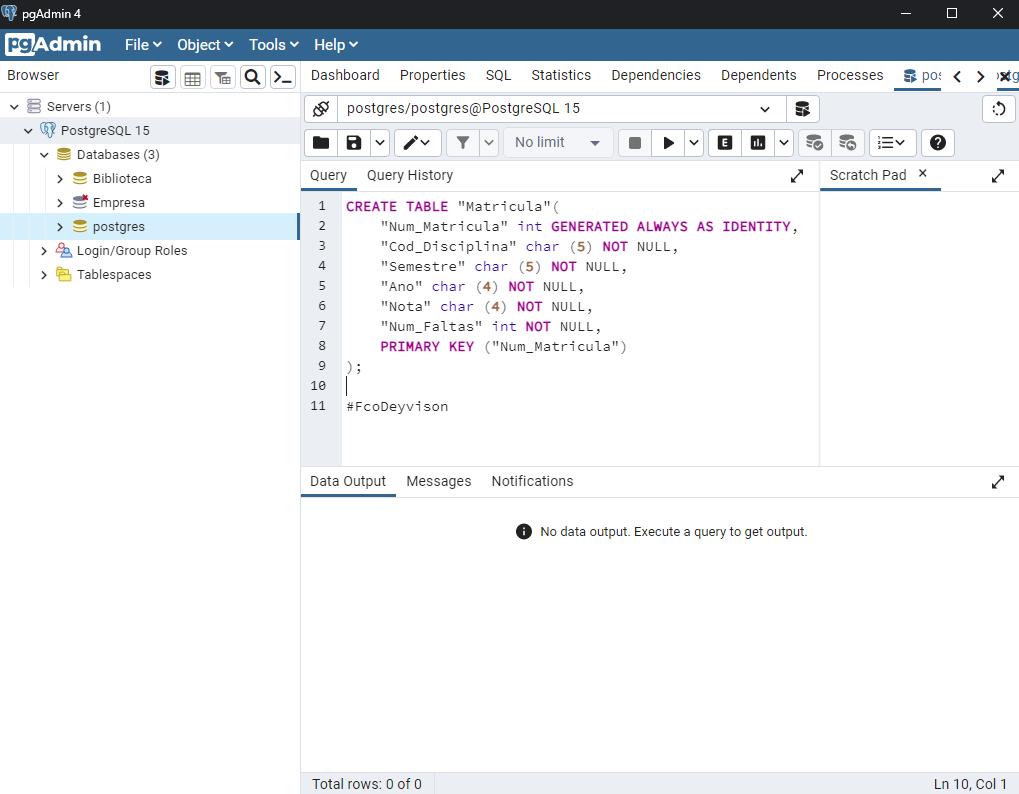 pgAdmin 4
pgAdmin File Object Tools Help
Browser
Dashboard Properties SQL Statistics Dependencies Dependents Processes pos
Servers (1)
PostgreSQL 15
Databases (3)
Biblioteca
Empresa
postgres
Login/Group Roles
Tablespaces
postgres/postgres@PostgreSQL 15
No limit
E
Query Query History
Scratch Pad
1 CREATE TABLE "Matricula"(
2 "Num_Matricula" int GENERATED ALWAYS AS IDENTITY,
3 "Cod_Disciplina" char (5) NOT NULL,
4 "Semestre" char (5) NOT NULL,
5 "Ano" char (4) NOT NULL,
6 "Nota" char (4) NOT NULL,
7 "Num_Faltas" int NOT NULL,
8 PRIMARY KEY ("Num_Matricula")
9 );
10
11 #FcoDeyvison
Data Output Messages Notifications
No data output. Execute a query to get output.
Total rows: 0 of 0
Ln 10, Col 1